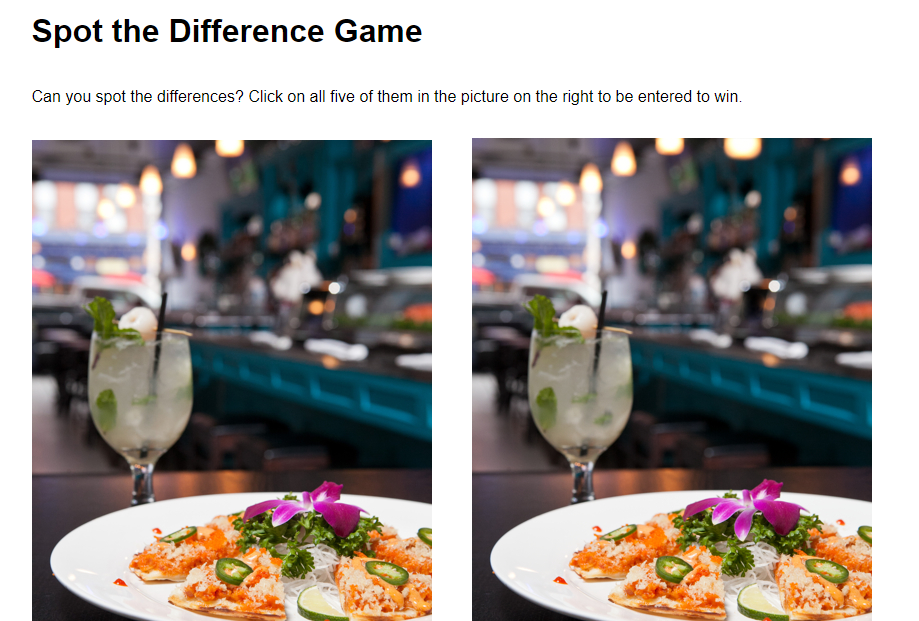 Spot the Difference Game
Can you spot the differences? Click on all five of them in the picture on the right to be entered to win.